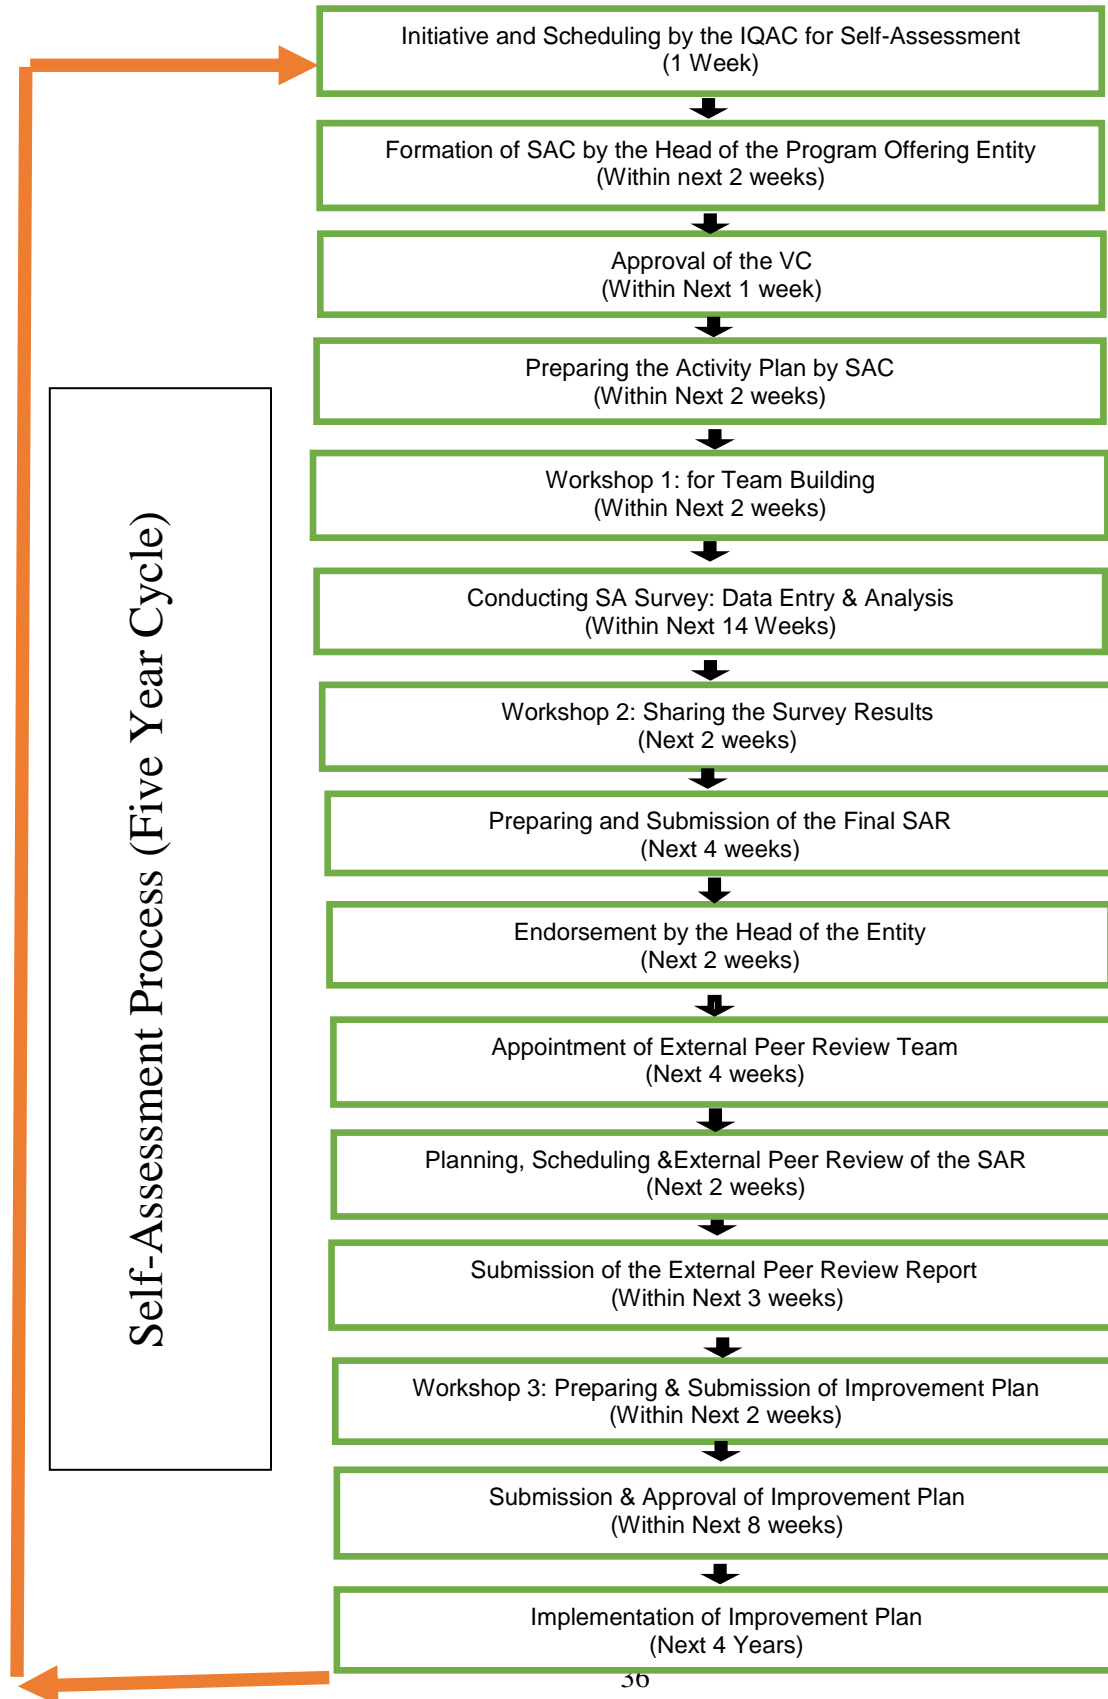 Initiative and Scheduling by the IQAC for Self-Assessment
(1 Week)
Formation of SAC by the Head of the Program Offering Entity
(Within next 2 weeks)
Approval of the VC
(Within Next 1 week)
Preparing the Activity Plan by SAC
(Within Next 2 weeks)
Workshop 1: for Team Building
(Within Next 2 weeks)
Conducting SA Survey: Data Entry & Analysis
(Within Next 14 Weeks)
Workshop 2: Sharing the Survey Results
(Next 2 weeks)
Preparing and Submission of the Final SAR
(Next 4 weeks)
Endorsement by the Head of the Entity
(Next 2 weeks)
Appointment of External Peer Review Team
(Next 4 weeks)
Planning, Scheduling &External Peer Review of the SAR
(Next 2 weeks)
Submission of the External Peer Review Report
(Within Next 3 weeks)
Workshop 3: Preparing & Submission of Improvement Plan
(Within Next 2 weeks)
Submission & Approval of Improvement Plan
(Within Next 8 weeks)
Implementation of Improvement Plan
(Next 4 Years)
Self-Assessment Process (Five Year Cycle)
36